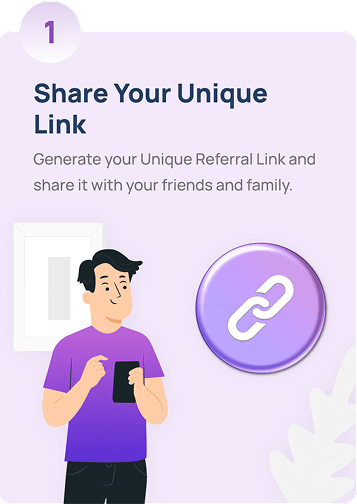 1
Share Your Unique
Link
Generate your Unique Referral Link and
share it with your friends and family.